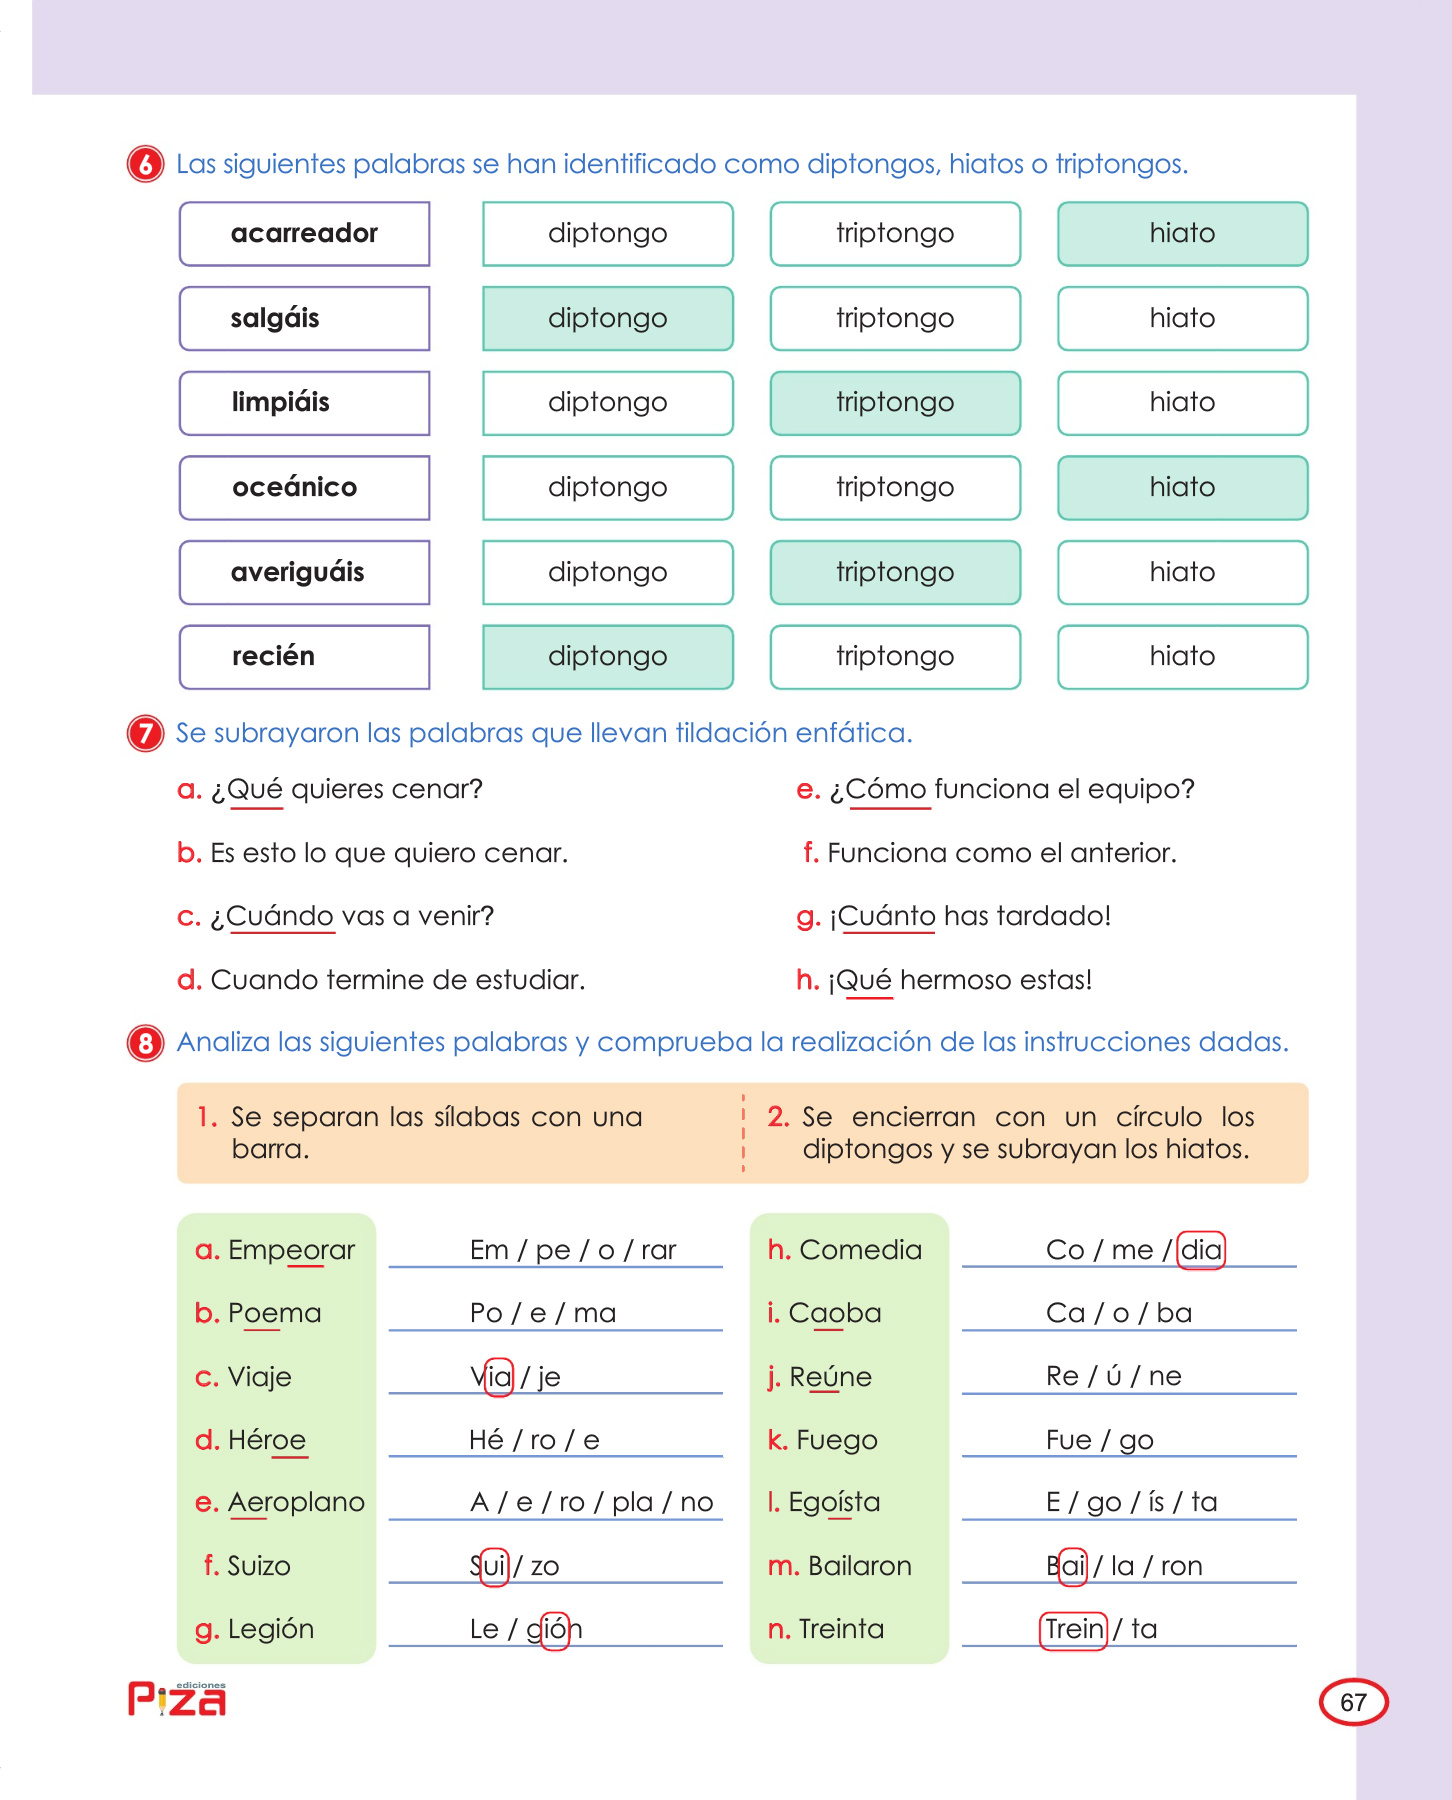 6 Las siguientes palabras se han identificado como diptongos, hiatos o triptongos.
acarreador diptongo triptongo hiato
salgáis diptongo triptongo hiato
limpiáis diptongo triptongo hiato
oceánico diptongo triptongo hiato
averiguáis diptongo triptongo hiato
recién diptongo triptongo hiato
7 Se subrayaron las palabras que llevan tildación enfática.
a. ¿Qué quieres cenar?
b. Es esto lo que quiero cenar.
c. ¿Cuándo vas a venir?
d. Cuando termine de estudiar.
e. ¿Cómo funciona el equipo?
f. Funciona como el anterior.
g. ¡Cuánto has tardado!
h. ¡Qué hermoso estas!
8 Analiza las siguientes palabras y comprueba la realización de las instrucciones dadas.
1. Se separan las sílabas con una
barra.
2. Se encierran con un círculo los
diptongos y se subrayan los hiatos.
a. Empeorar Em / pe / o / rar
b. Poema Po / e / ma
c. Viaje Via / je
d. Héroe Hé / ro / e
e. Aeroplano A / e / ro / pla / no
f. Suizo Sui / zo
g. Legión Le / gión
h. Comedia Co / me / dia
i. Caoba Ca / o / ba
j. Reúne Re / ú / ne
k. Fuego Fue / go
l. Egoísta E / go / ís / ta
m. Bailaron Bai / la / ron
n. Treinta Trein / ta
ediciones
Piza
67